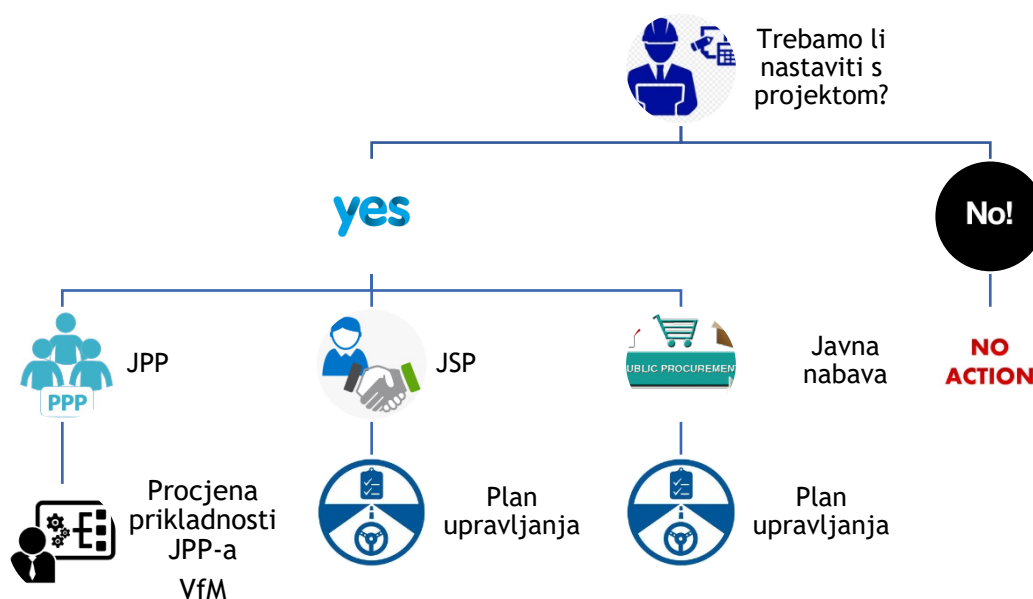 Trebamo li
nastaviti s
projektom?
yes
No!
PPP
JPP
JSP
UBLIC PROCUREMEN
Javna
nabava
NO
ACTION
Procjena
prikladnosti
JPP-a
VfM
Plan
upravljanja
Plan
upravljanja